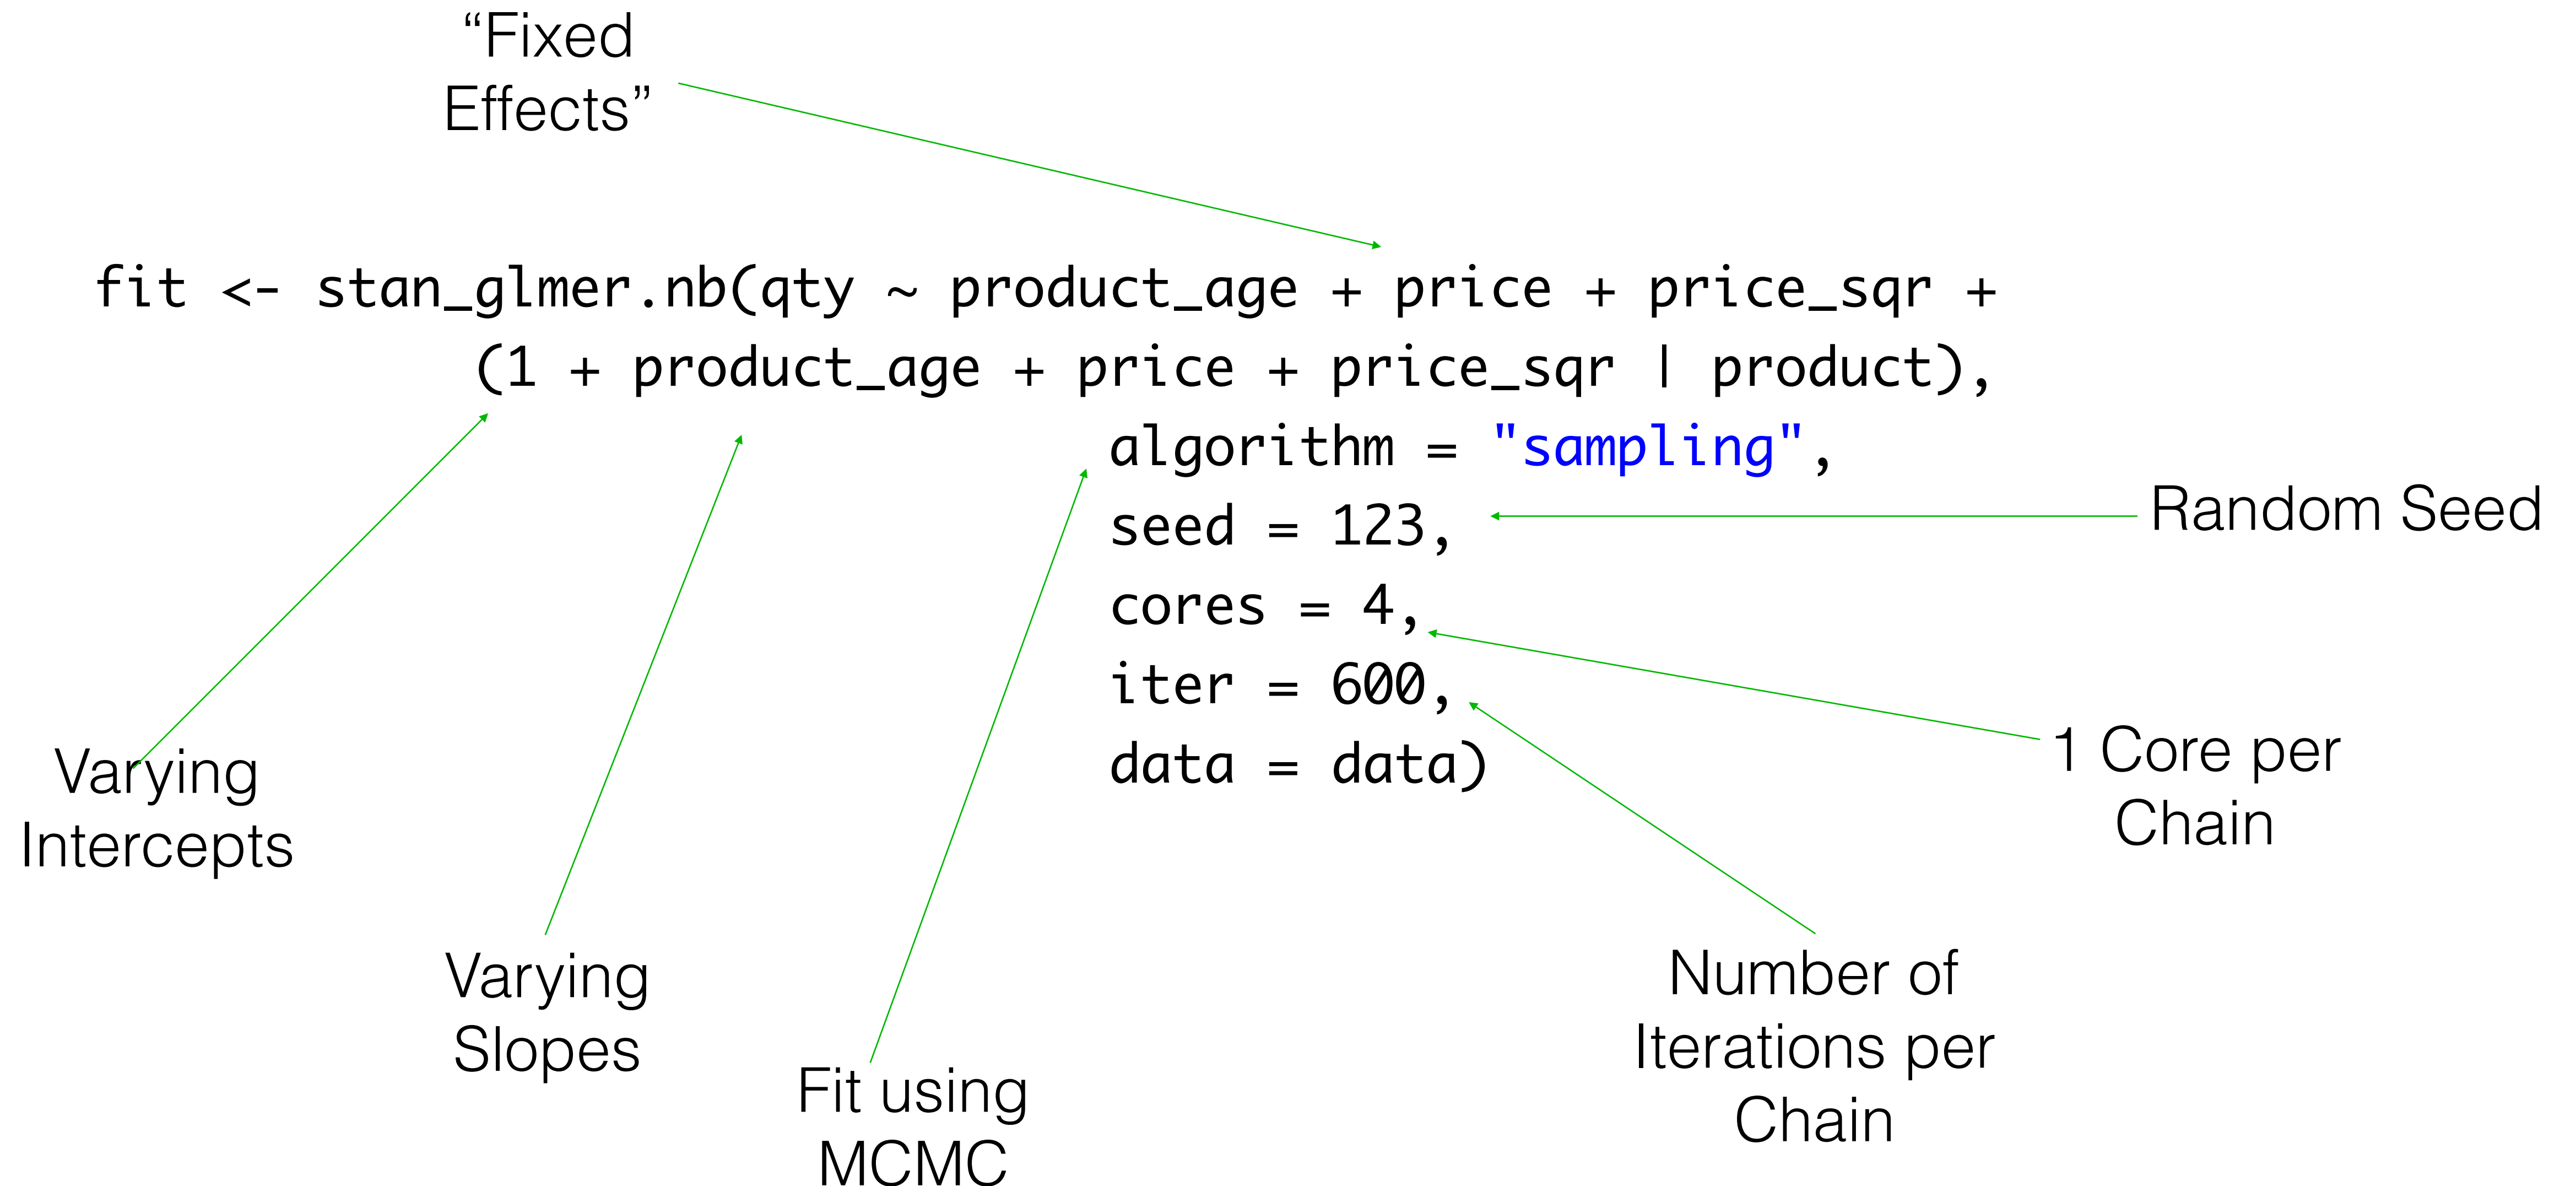 “Fixed
Effects”
fit <- stan_glmer.nb(qty ~ product_age + price + price_sqr +
(1 + product_age + price + price_sqr | product),
algorithm = "sampling",
seed = 123,
cores = 4,
iter = 600,
data = data)
Random Seed
1 Core per
Chain
Varying
Intercepts
Varying
Slopes
Fit using
MCMC
Number of
Iterations per
Chain